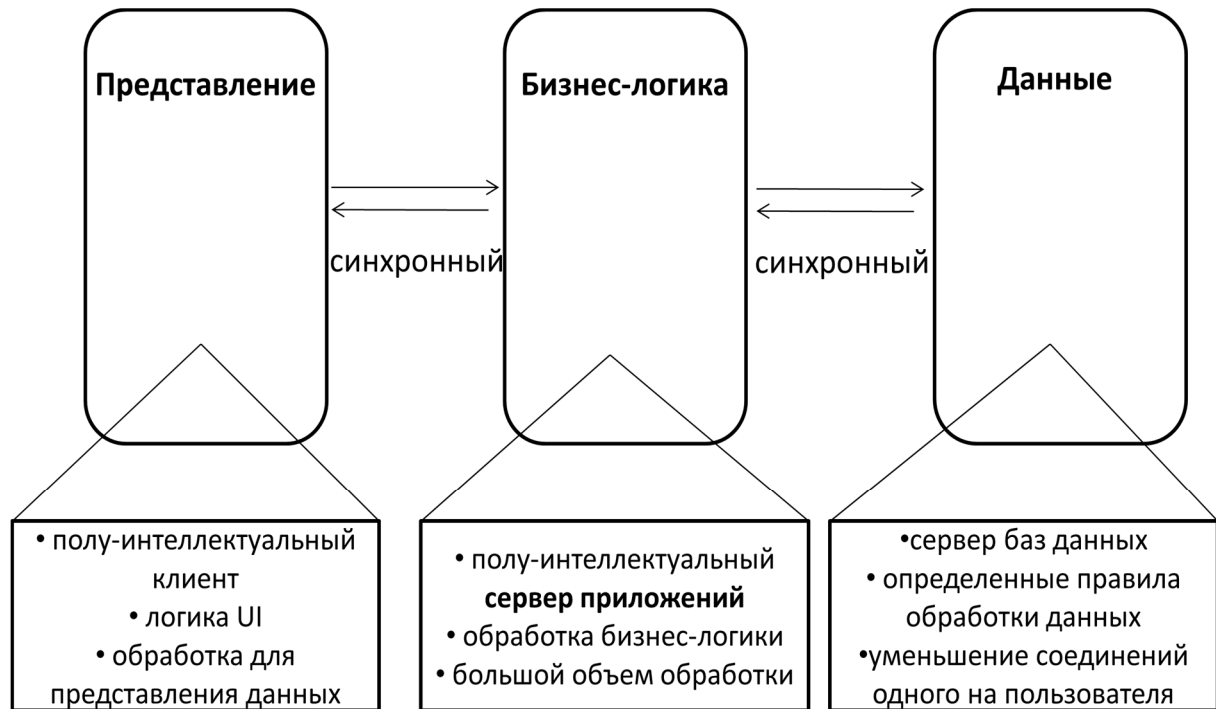 Представление
Бизнес-логика
Данные
синхронный
синхронный
• полу-интеллектуальный
клиент
• логика UI
• обработка для
представления данных
• полу-интеллектуальный
сервер приложений
• обработка бизнес-логики
• большой объем обработки
•сервер баз данных
• определенные правила
обработки данных
•уменьшение соединений
одного на пользователя